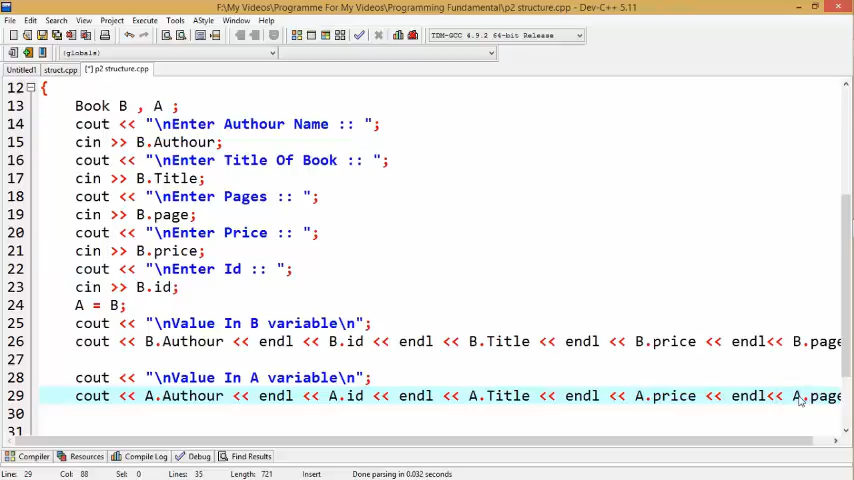 F:\My Videos\Programme For My Videos\Programming Fundamental\p2 structure.cpp - Dev-C++ 5.11
File Edit Search View Project Execute Tools AStyle Window Help
TDM-GCC 4.9.2 64-bit Release
(globals)
Untitled1 struct.cpp [*] p2 structure.cpp
12 {
13 Book B , A ;
14 cout << "\nEnter Authour Name :: ";
15 cin >> B.Authour;
16 cout << "\nEnter Title Of Book :: ";
17 cin >> B.Title;
18 cout << "\nEnter Pages :: ";
19 cin >> B.page;
20 cout << "\nEnter Price :: ";
21 cin >> B.price;
22 cout << "\nEnter Id :: ";
23 cin >> B.id;
24 A = B;
25 cout << "\nValue In B variable\n";
26 cout << B.Authour << endl << B.id << endl << B.Title << endl << B.price << endl<< B.page
27
28 cout << "\nValue In A variable\n";
29 cout << A.Authour << endl << A.id << endl << A.Title << endl << A.price << endl<< A.page
30
31
Compiler Resources Compile Log Debug Find Results
Line: 29 Col: 88 Sel: 0 Lines: 35 Length: 721 Insert Done parsing in 0.032 seconds